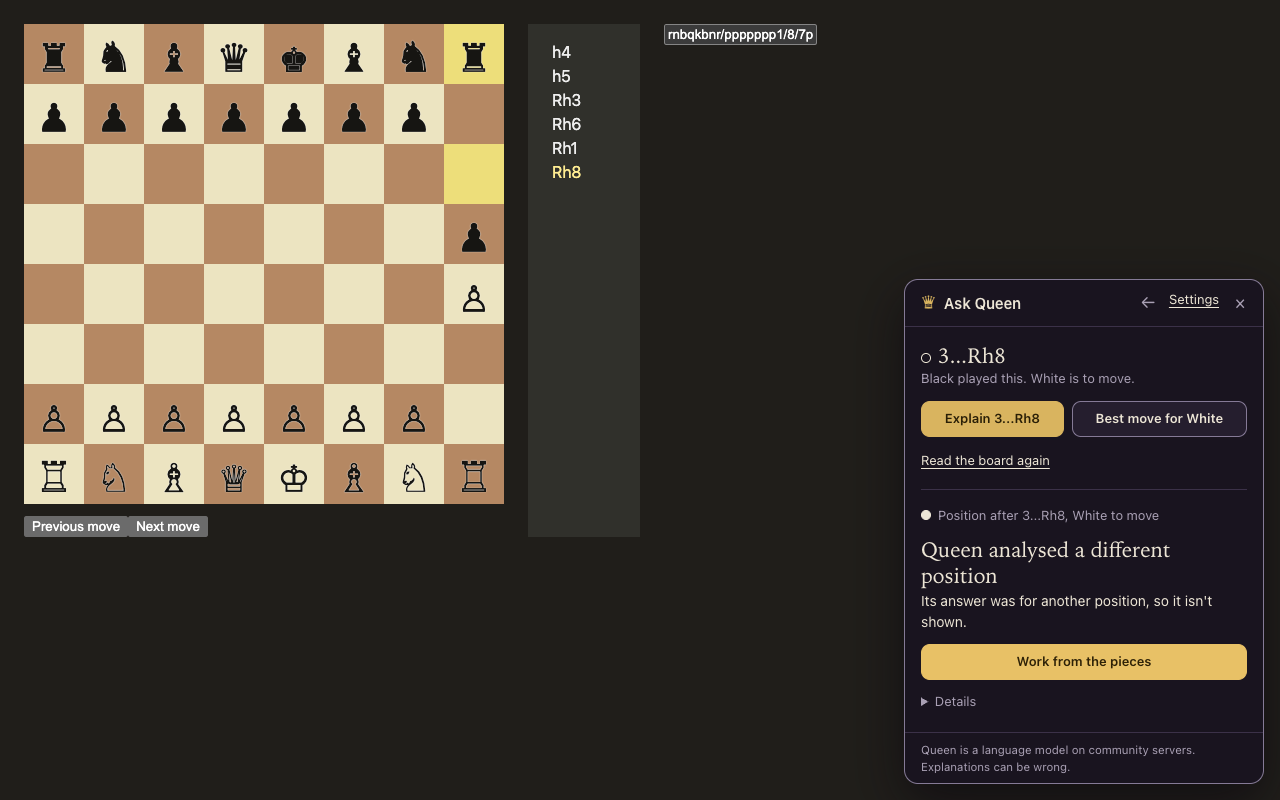 h4
h5
Rh3
Rh6
Rh1
Rh8
Previous move
Next move
rnbqkbnr/ppppppp1/8/7p
Ask Queen
Settings
3...Rh8
Black played this. White is to move.
Explain 3...Rh8
Best move for White
Read the board again
Position after 3...Rh8, White to move
Queen analysed a different
position
Its answer was for another position, so it isn't
shown.
Work from the pieces
Details
Queen is a language model on community servers.
Explanations can be wrong.